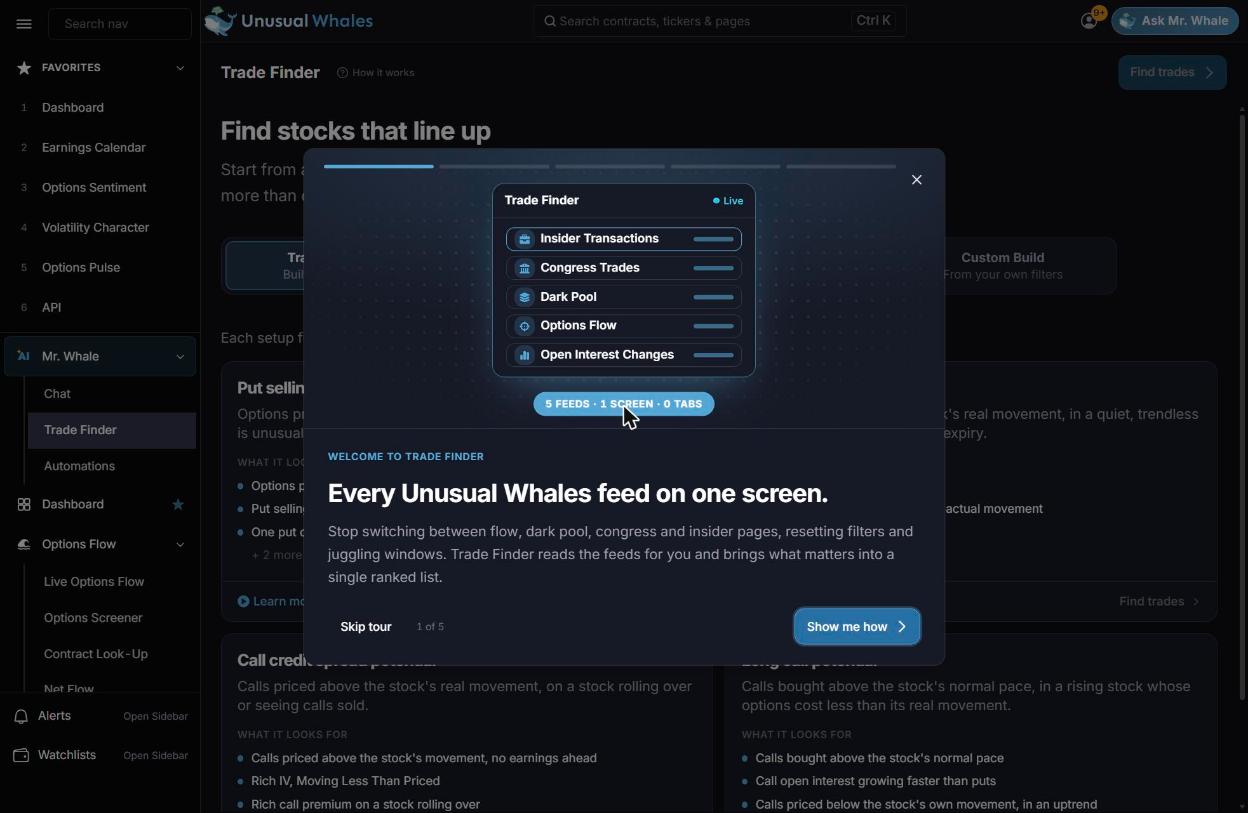 Search nav
Unusual Whales
Search contracts, tickers & pages
Ctrl K
9+
Ask Mr. Whale
FAVORITES
1 Dashboard
2 Earnings Calendar
3 Options Sentiment
4 Volatility Character
5 Options Pulse
6 API
AI Mr. Whale
Chat
Trade Finder
Automations
Dashboard
Options Flow
Live Options Flow
Options Screener
Contract Look-Up
Net Flow
Alerts Open Sidebar
Watchlists Open Sidebar
Trade Finder
How it works
Find trades
Find stocks that line up
Start from
more than
Custom Build
From your own filters
Each setup
Put sellin
Options
is unusual
WHAT IT LOO
Options
Put selling
One put
+ 2 more
Learn mo
's real movement, in a quiet, trendless
expiry.
actual movement
Find trades
Trade Finder
Live
Insider Transactions
Congress Trades
Dark Pool
Options Flow
Open Interest Changes
5 FEEDS · 1 SCREEN · 0 TABS
WELCOME TO TRADE FINDER
Every Unusual Whales feed on one screen.
Stop switching between flow, dark pool, congress and insider pages, resetting filters and
juggling windows. Trade Finder reads the feeds for you and brings what matters into a
single ranked list.
Skip tour
1 of 5
Show me how
Call credit spread potential
Calls priced above the stock's real movement, on a stock rolling over
or seeing calls sold.
WHAT IT LOOKS FOR
Calls priced above the stock's movement, no earnings ahead
Rich IV, Moving Less Than Priced
Rich call premium on a stock rolling over
Long call potential
Calls bought above the stock's normal pace, in a rising stock whose
options cost less than its real movement.
WHAT IT LOOKS FOR
Calls bought above the stock's normal pace
Call open interest growing faster than puts
Calls priced below the stock's own movement, in an uptrend